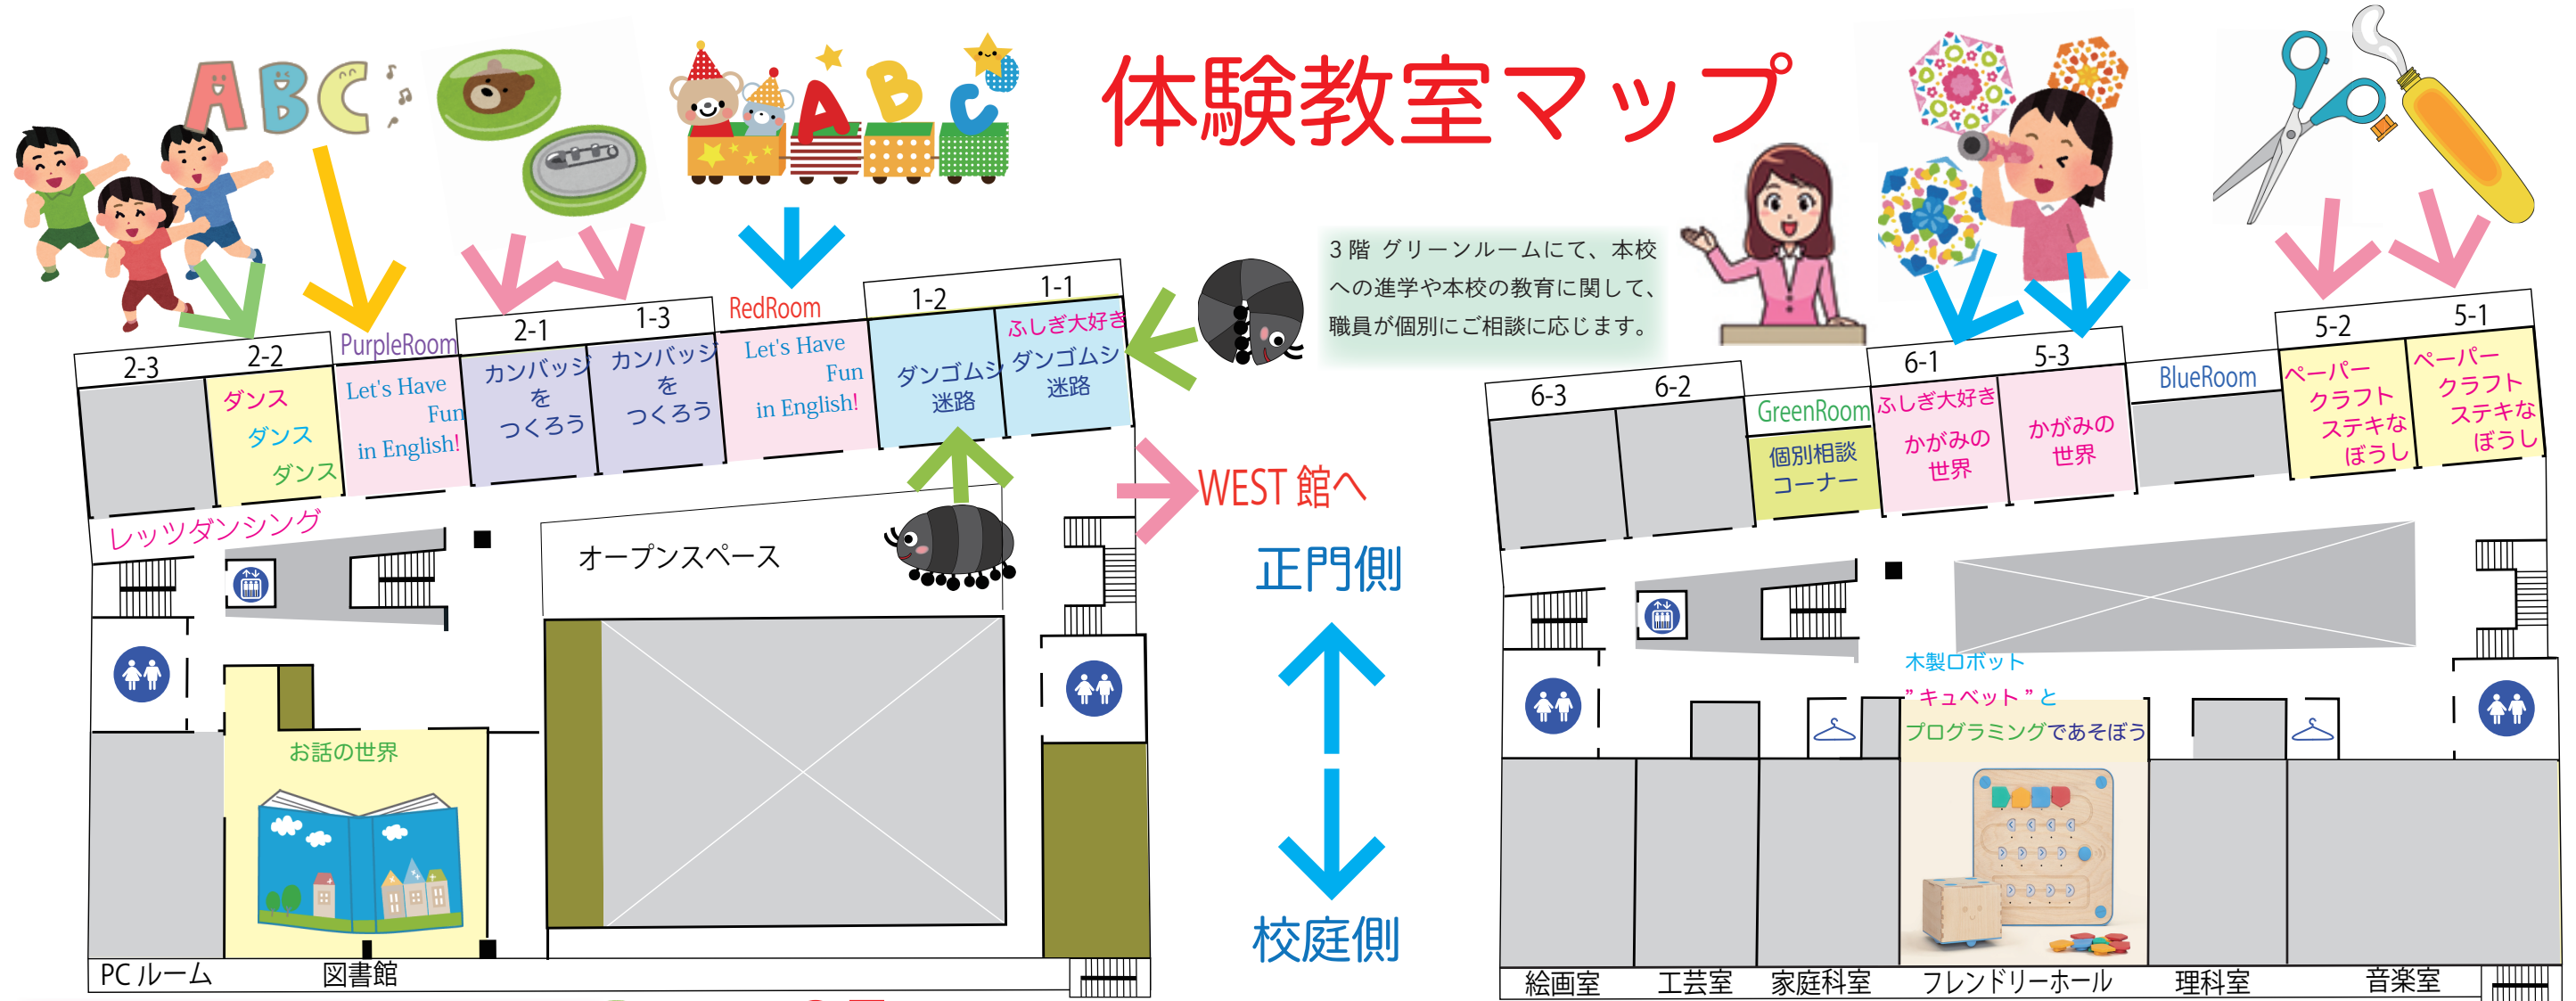 ABC
ABC
体験教室マップ
3階 グリーンルームにて、本校
への進学や本校の教育に関して、
職員が個別にご相談に応じます。
2-3
2-2
PurpleRoom
2-1
1-3
RedRoom
1-2
1-1
ダンス
ダンス
ダンス
Let's Have
Fun
in English!
カンバッジ
を
つくろう
カンバッジ
を
つくろう
Let's Have
Fun
in English!
ダンゴムシ
迷路
ふしぎ大好き
ダンゴムシ
迷路
レッツダンシング
オープンスペース
WEST 館へ
正門側
校庭側
お話の世界
PC ルーム
図書館
6-3
6-2
GreenRoom
6-1
5-3
BlueRoom
5-2
5-1
個別相談
コーナー
ふしぎ大好き
かがみの
世界
かがみの
世界
ペーパー
クラフト
ステキな
ぼうし
ペーパー
クラフト
ステキな
ぼうし
木製ロボット
”キュベット”と
プログラミングであそぼう
絵画室
工芸室
家庭科室
フレンドリーホール
理科室
音楽室